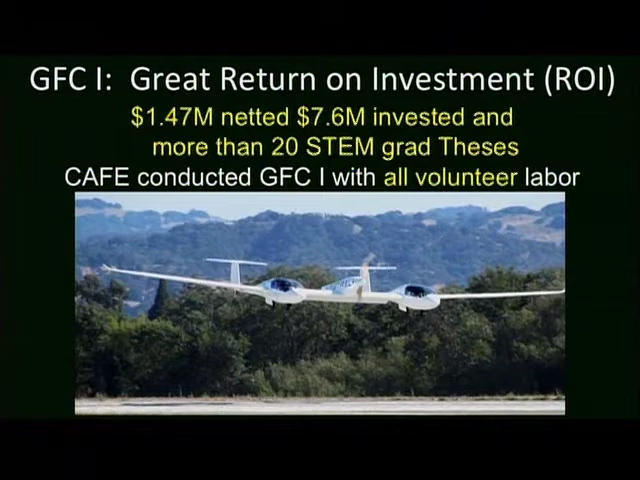 GFC I: Great Return on Investment (ROI)
$1.47M netted $7.6M invested and
more than 20 STEM grad Theses
CAFE conducted GFC I with all volunteer labor